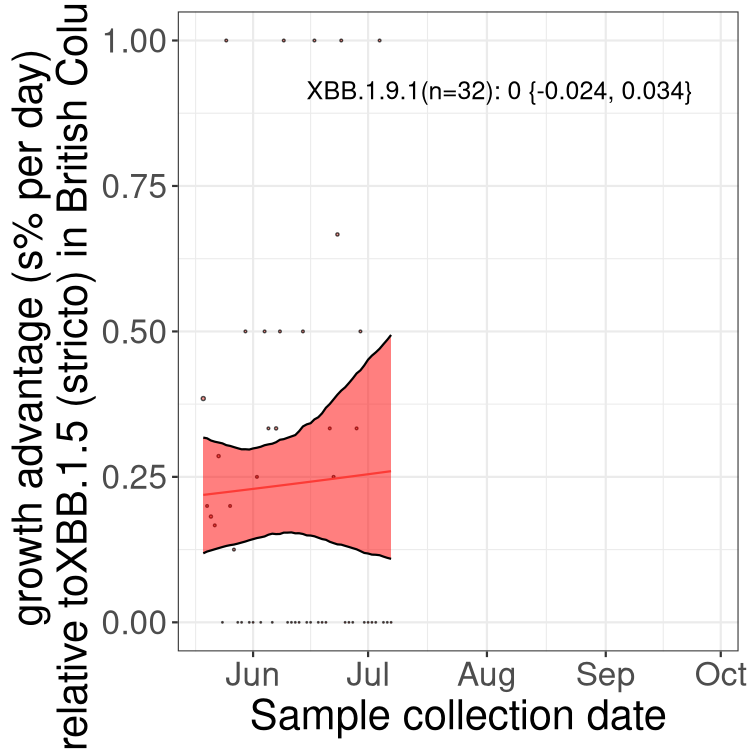 growth advantage (s% per day)
relative toXBB.1.5 (stricto) in British Colu
1.00
0.75
0.50
0.25
0.00
XBB.1.9.1(n=32): 0 {-0.024, 0.034}
Jun Jul Aug Sep Oct
Sample collection date